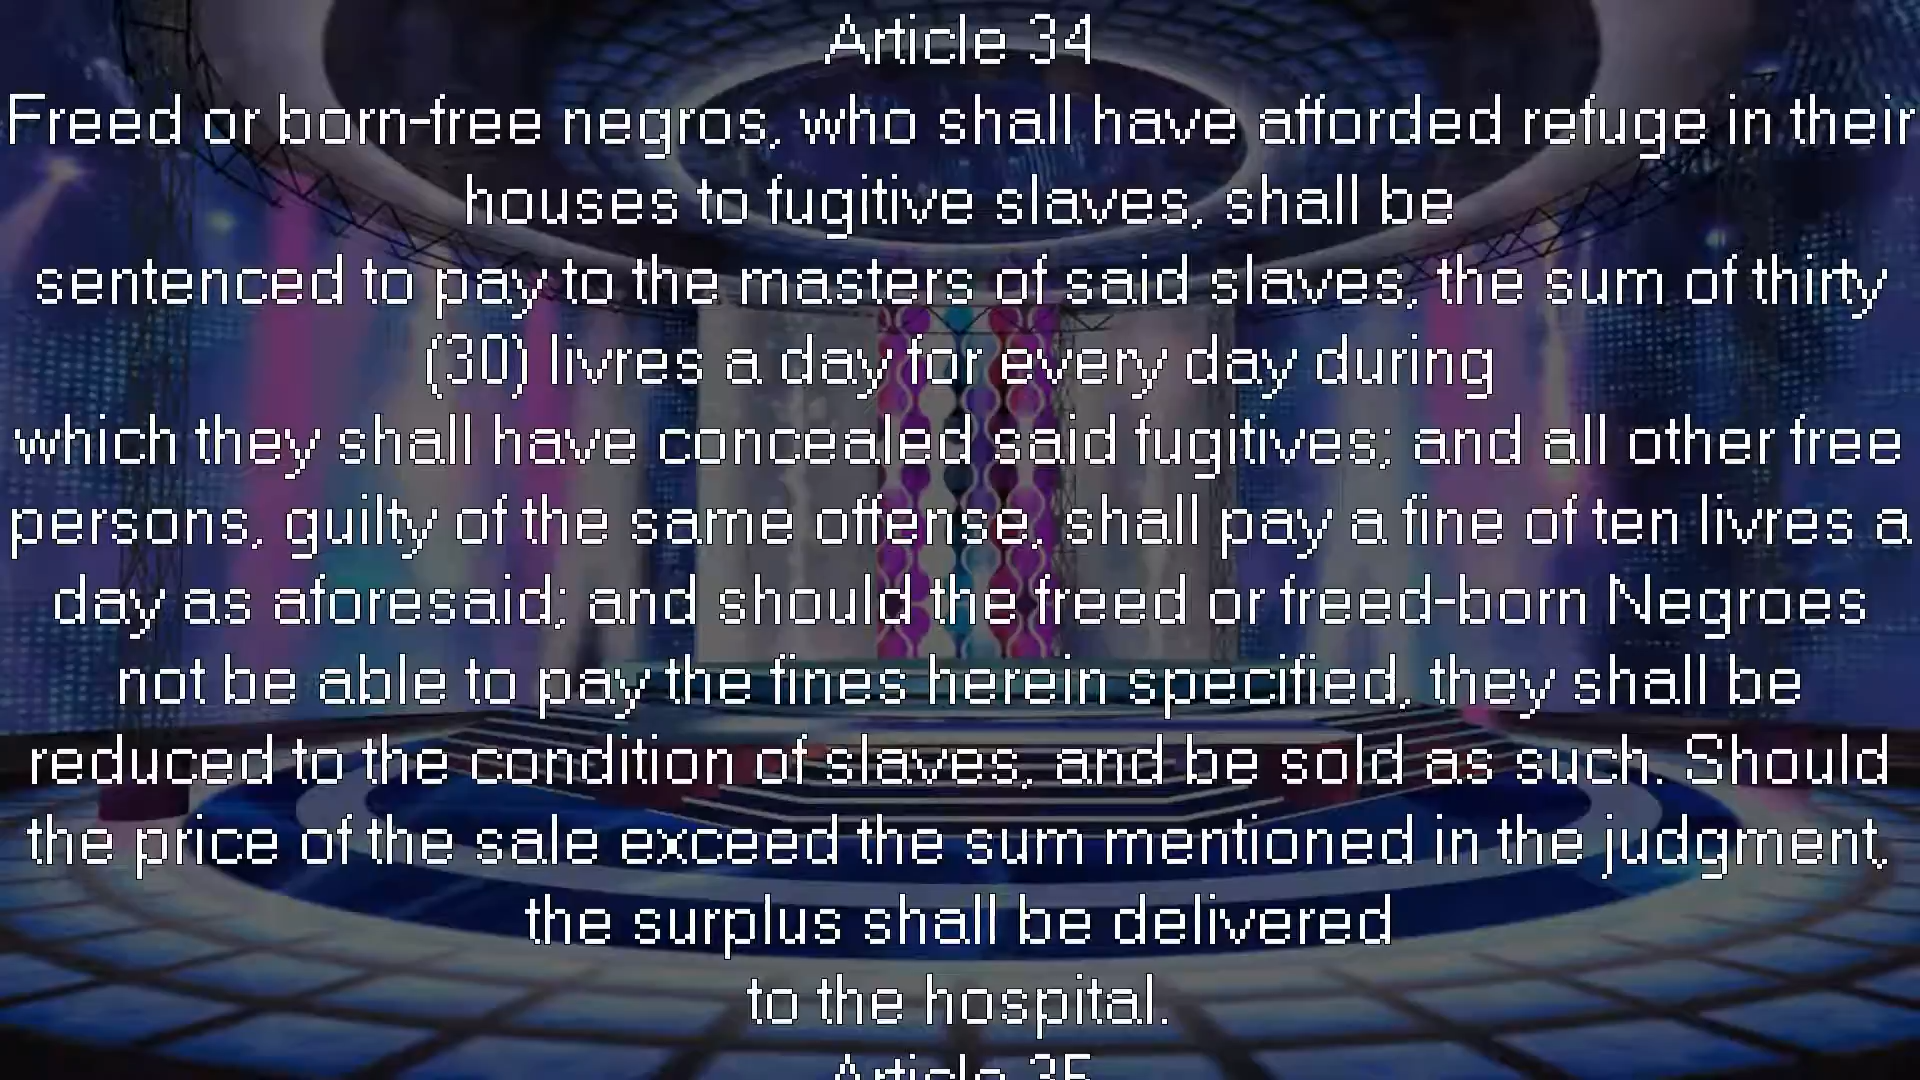 Article 34
Freed or born-free negros, who shall have afforded refuge in their
houses to fugitive slaves, shall be
sentenced to pay to the masters of said slaves, the sum of thirty
(30) livres a day for every day during
which they shall have concealed said fugitives; and all other free
persons, guilty of the same offense, shall pay a fine of ten livres a
day as aforesaid; and should the freed or freed-born Negroes
not be able to pay the fines herein specified, they shall be
reduced to the condition of slaves, and be sold as such. Should
the price of the sale exceed the sum mentioned in the judgment,
the surplus shall be delivered
to the hospital.
Article 35